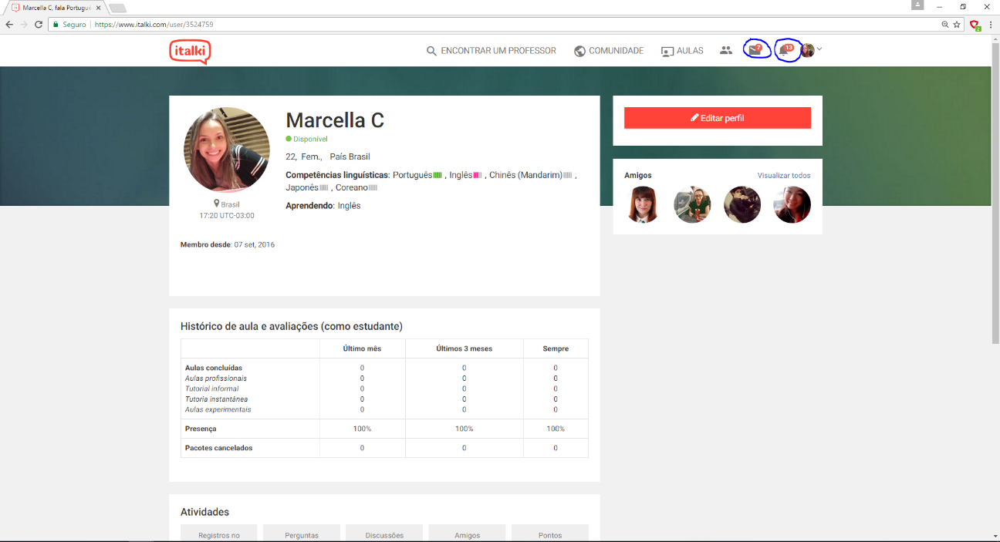 Marcella C, fala Portuguê
Seguro | https://www.italki.com/user/3524759
2
italki
ENCONTRAR UM PROFESSOR
COMUNIDADE
AULAS
7
13
Marcella C
Disponível
22, Fem., País Brasil
Competências linguísticas: Português , Inglês , Chinês (Mandarim) ,
Japonês , Coreano
Aprendendo: Inglês
Brasil
17:20 UTC-03:00
Membro desde: 07 set, 2016
Editar perfil
Amigos Visualizar todos
Histórico de aula e avaliações (como estudante)
Último mês Últimos 3 meses Sempre
Aulas concluídas 0 0 0
Aulas profissionais 0 0 0
Tutorial informal 0 0 0
Tutoria instantânea 0 0 0
Aulas experimentais 0 0 0
Presença 100% 100% 100%
Pacotes cancelados 0 0 0
Atividades
Registros no Perguntas Discussões Amigos Pontos